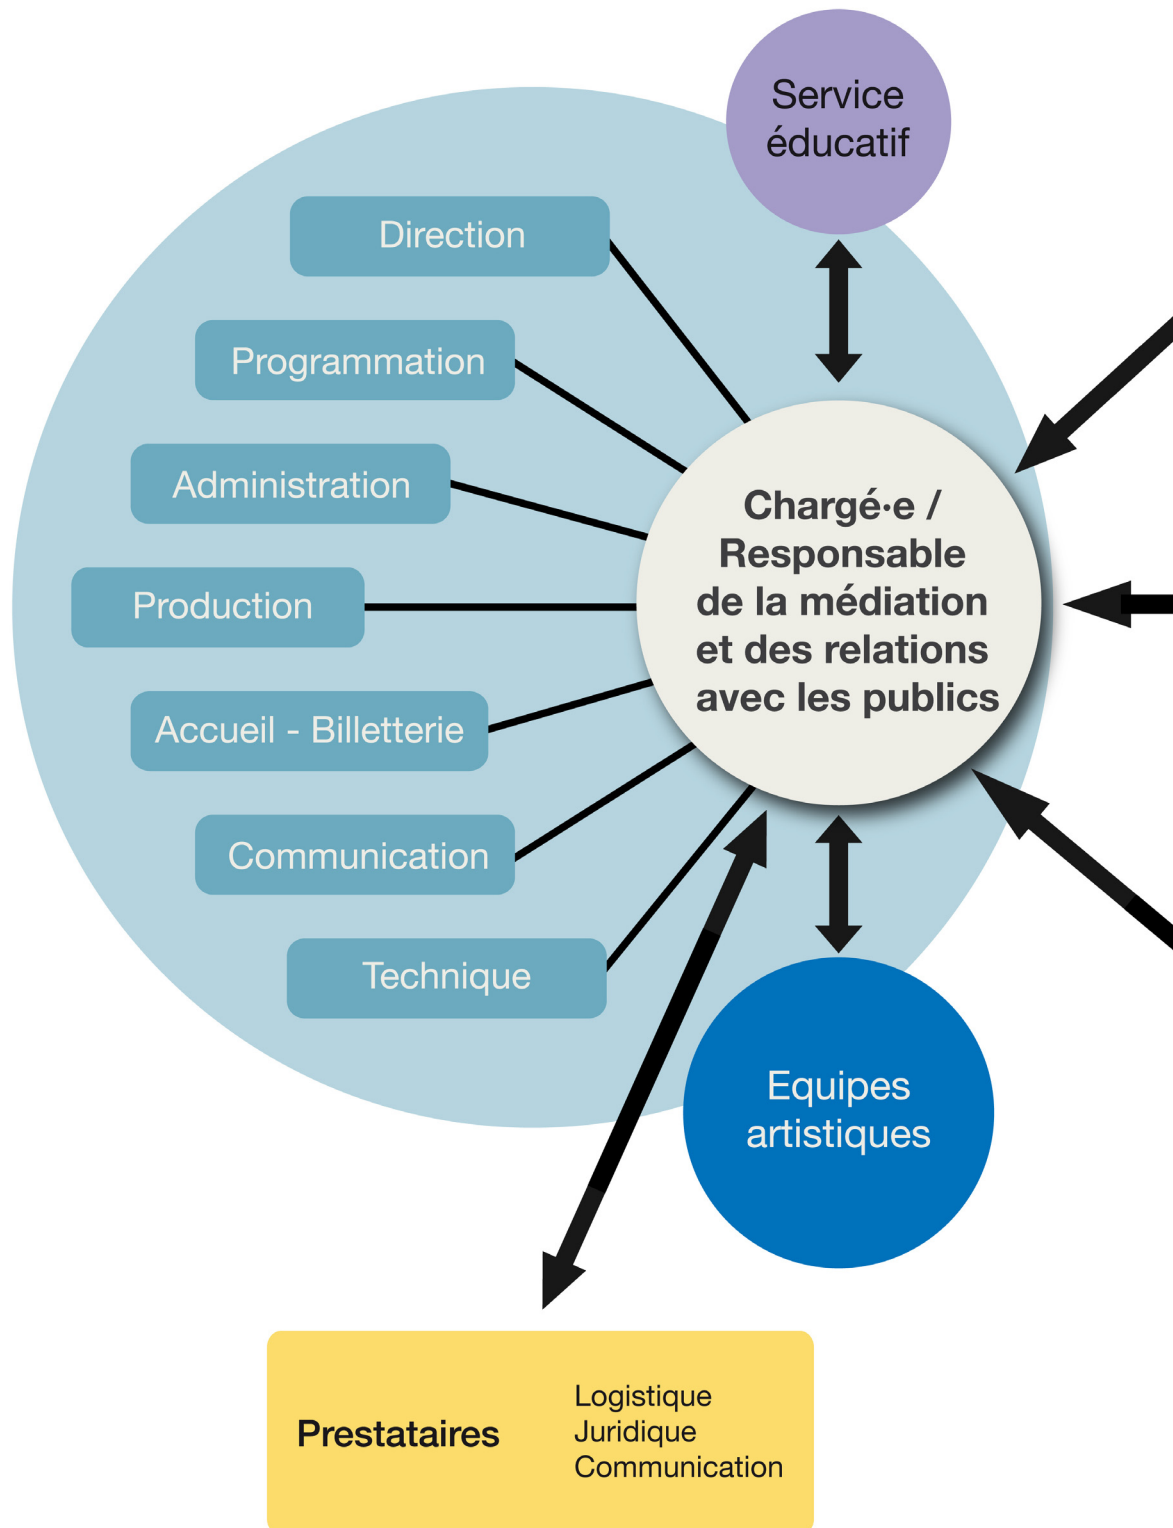 Service
éducatif
Direction
Programmation
Administration
Production
Accueil - Billetterie
Communication
Technique
Chargé·e /
Responsable
de la médiation
et des relations
avec les publics
Equipes
artistiques
Prestataires
Logistique
Juridique
Communication